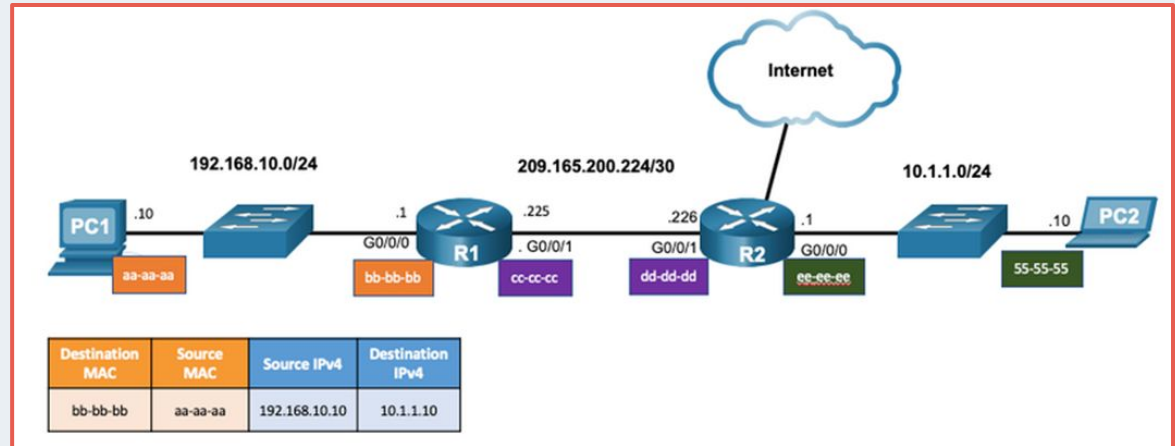 Internet
192.168.10.0/24
209.165.200.224/30
10.1.1.0/24
PC1
.10
.1
.225
.226
.1
.10
PC2
G0/0/0
R1
. G0/0/1
G0/0/1
R2
G0/0/0
aa-aa-aa
bb-bb-bb
cc-cc-cc
dd-dd-dd
ee-ee-ee
55-55-55
Destination MAC
Source MAC
Source IPv4
Destination IPv4
bb-bb-bb
aa-aa-aa
192.168.10.10
10.1.1.10